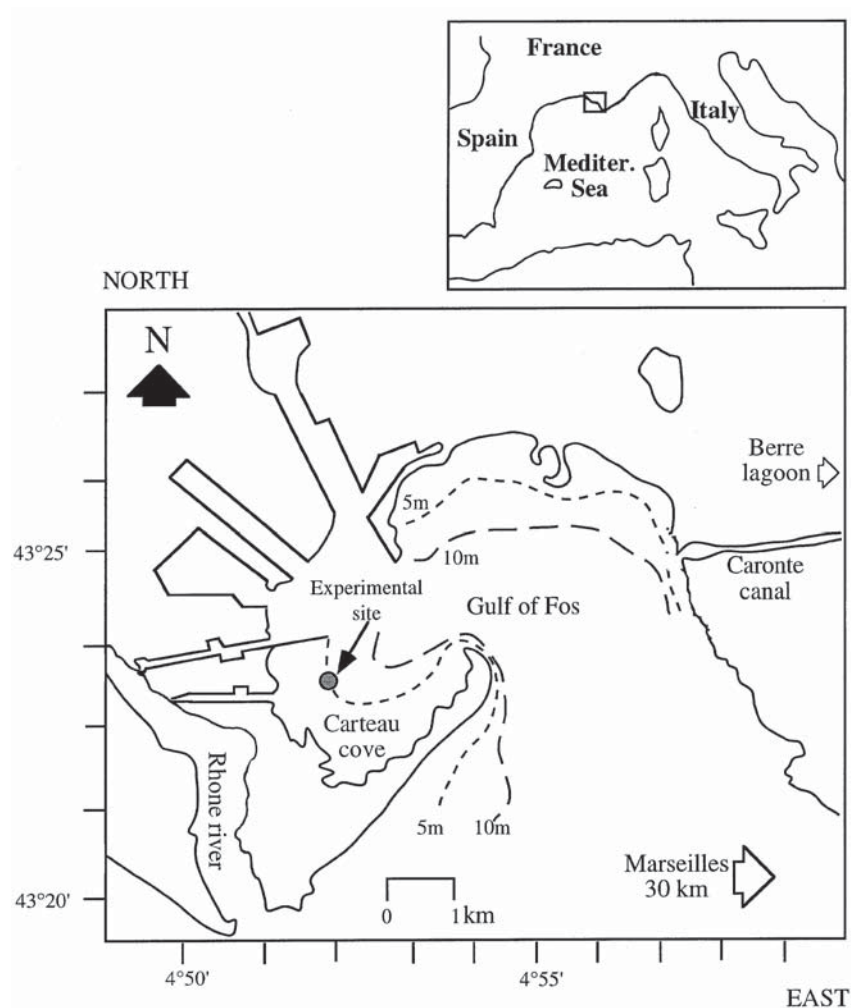 France
Italy
Spain
Mediter.
Sea
NORTH
N
Berre
lagoon
5m
43°25'
10m
Caronte
canal
Experimental
site
Gulf of Fos
Carteau
cove
Rhone river
5m
10m
Marseilles
30 km
43°20'
0
1km
4°50'
4°55'
EAST